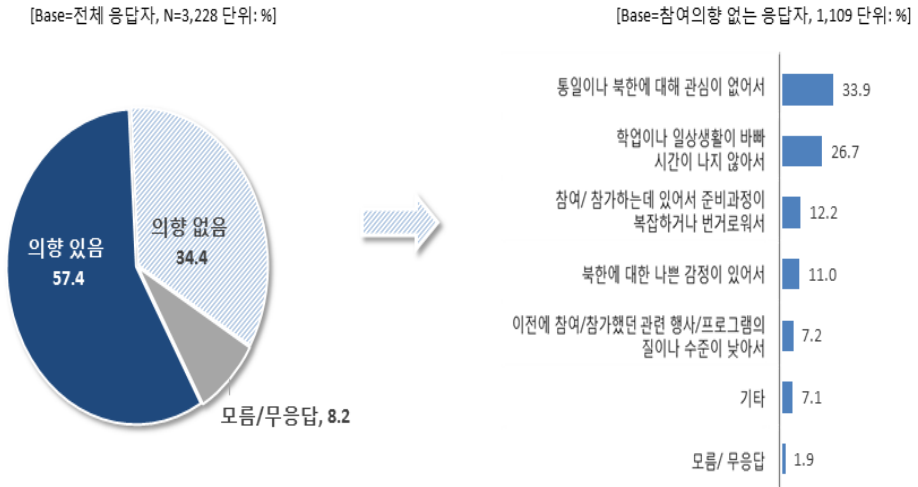 [Base=전체 응답자, N=3,228 단위: %]
의향 있음
57.4
의향 없음
34.4
모름/무응답, 8.2
[Base=참여의향 없는 응답자, 1,109 단위: %]
통일이나 북한에 대해 관심이 없어서
33.9
학업이나 일상생활이 바빠
시간이 나지 않아서
26.7
참여/ 참가하는데 있어서 준비과정이
복잡하거나 번거로워서
12.2
북한에 대한 나쁜 감정이 있어서
11.0
이전에 참여/참가했던 관련 행사/프로그램의
질이나 수준이 낮아서
7.2
기타
7.1
모름/ 무응답
1.9